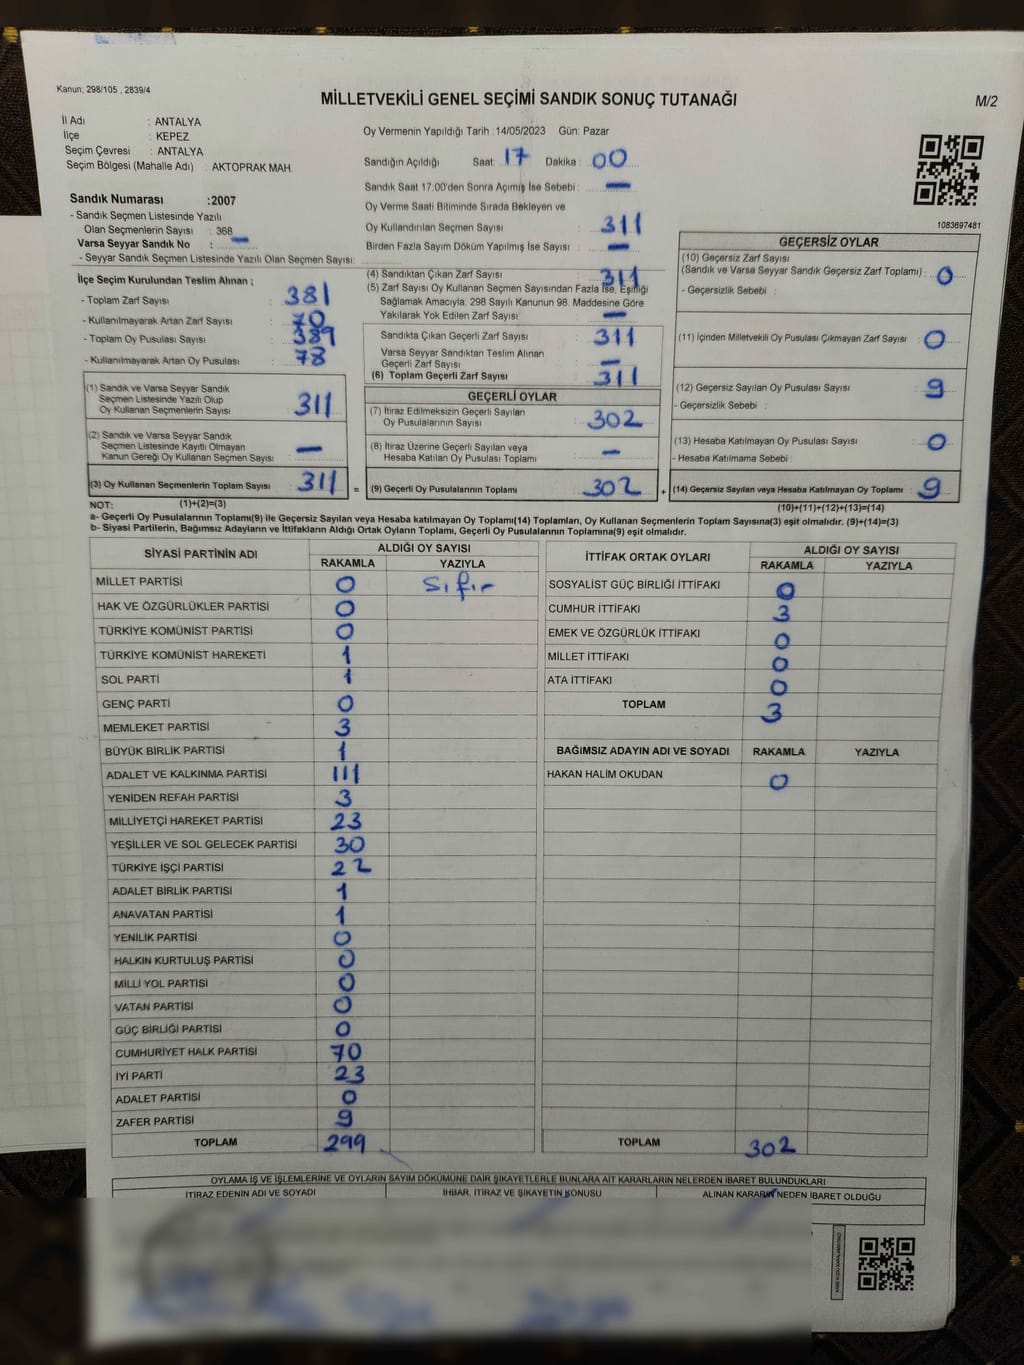 Kanun; 298/105 , 2839/4
MİLLETVEKİLİ GENEL SEÇİMİ SANDIK SONUÇ TUTANAĞI
M/2
İl Adı : ANTALYA
İlçe : KEPEZ
Seçim Çevresi : ANTALYA
Seçim Bölgesi (Mahalle Adı) : AKTOPRAK MAH.
Sandık Numarası :2007
- Sandık Seçmen Listesinde Yazılı
Olan Seçmenlerin Sayısı : 368
Varsa Seyyar Sandık No : —
- Seyyar Sandık Seçmen Listesinde Yazılı Olan Seçmen Sayısı:
Oy Vermenin Yapıldığı Tarih :14/05/2023 Gün: Pazar
Sandığın Açıldığı Saat: 17 Dakika : 00
Sandık Saat 17.00'den Sonra Açımış İse Sebebi : —
Oy Verme Saati Bitiminde Sırada Bekleyen ve
Oy Kullandırılan Seçmen Sayısı : 311
Birden Fazla Sayım Döküm Yapılmış İse Sayısı : —
1083697481
İlçe Seçim Kurulundan Teslim Alınan ;
- Toplam Zarf Sayısı : 381
- Kullanılmayarak Artan Zarf Sayısı : 70
- Toplam Oy Pusulası Sayısı : 389
- Kullanılmayarak Artan Oy Pusulası : 78
(1) Sandık ve Varsa Seyyar Sandık
Seçmen Listesinde Yazılı Olup
Oy Kullanan Seçmenlerin Sayısı : 311
(2) Sandık ve Varsa Seyyar Sandık
Seçmen Listesinde Kayıtlı Olmayan
Kanun Gereği Oy Kullanan Seçmen Sayısı : —
(3) Oy Kullanan Seçmenlerin Toplam Sayısı : 311
(4) Sandıktan Çıkan Zarf Sayısı : 311
(5) Zarf Sayısı Oy Kullanan Seçmen Sayısından Fazla İse, Eşitliği
Sağlamak Amacıyla, 298 Sayılı Kanunun 98. Maddesine Göre
Yakılarak Yok Edilen Zarf Sayısı : —
Sandıkta Çıkan Geçerli Zarf Sayısı : 311
Varsa Seyyar Sandıktan Teslim Alınan
Geçerli Zarf Sayısı : —
(6) Toplam Geçerli Zarf Sayısı : 311
GEÇERLİ OYLAR
(7) İtiraz Edilmeksizin Geçerli Sayılan
Oy Pusulalarının Sayısı : 302
(8) İtiraz Üzerine Geçerli Sayılan veya
Hesaba Katılan Oy Pusulası Toplamı : —
= (9) Geçerli Oy Pusulalarının Toplamı : 302 +
GEÇERSİZ OYLAR
(10) Geçersiz Zarf Sayısı
(Sandık ve Varsa Seyyar Sandık Geçersiz Zarf Toplamı) : 0
- Geçersizlik Sebebi :
(11) İçinden Milletvekili Oy Pusulası Çıkmayan Zarf Sayısı : 0
(12) Geçersiz Sayılan Oy Pusulası Sayısı : 9
- Geçersizlik Sebebi :
(13) Hesaba Katılmayan Oy Pusulası Sayısı : 0
- Hesaba Katılmama Sebebi :
(14) Geçersiz Sayılan veya Hesaba Katılmayan Oy Toplamı : 9
NOT: (1)+(2)=(3) (10)+(11)+(12)+(13)=(14)
a- Geçerli Oy Pusulalarının Toplamı(9) ile Geçersiz Sayılan veya Hesaba katılmayan Oy Toplamı(14) Toplamları, Oy Kullanan Seçmenlerin Toplam Sayısına(3) eşit olmalıdır. (9)+(14)=(3)
b- Siyasi Partilerin, Bağımsız Adayların ve İttifakların Aldığı Ortak Oyların Toplamı, Geçerli Oy Pusulalarının Toplamına(9) eşit olmalıdır.
SİYASİ PARTİNİN ADI ALDIĞI OY SAYISI
RAKAMLA YAZIYLA
MİLLET PARTİSİ 0 Sıfır
HAK VE ÖZGÜRLÜKLER PARTİSİ 0
TÜRKİYE KOMÜNİST PARTİSİ 0
TÜRKİYE KOMÜNİST HAREKETİ 1
SOL PARTİ 1
GENÇ PARTİ 0
MEMLEKET PARTİSİ 3
BÜYÜK BİRLİK PARTİSİ 1
ADALET VE KALKINMA PARTİSİ 111
YENİDEN REFAH PARTİSİ 3
MİLLİYETÇİ HAREKET PARTİSİ 23
YEŞİLLER VE SOL GELECEK PARTİSİ 30
TÜRKİYE İŞÇİ PARTİSİ 22
ADALET BİRLİK PARTİSİ 1
ANAVATAN PARTİSİ 1
YENİLİK PARTİSİ 0
HALKIN KURTULUŞ PARTİSİ 0
MİLLİ YOL PARTİSİ 0
VATAN PARTİSİ 0
GÜÇ BİRLİĞİ PARTİSİ 0
CUMHURİYET HALK PARTİSİ 70
İYİ PARTİ 23
ADALET PARTİSİ 0
ZAFER PARTİSİ 9
TOPLAM 299
İTTİFAK ORTAK OYLARI ALDIĞI OY SAYISI
RAKAMLA YAZIYLA
SOSYALİST GÜÇ BİRLİĞİ İTTİFAKI 0
CUMHUR İTTİFAKI 3
EMEK VE ÖZGÜRLÜK İTTİFAKI 0
MİLLET İTTİFAKI 0
ATA İTTİFAKI 0
TOPLAM 3
BAĞIMSIZ ADAYIN ADI VE SOYADI RAKAMLA YAZIYLA
HAKAN HALİM OKUDAN 0
TOPLAM 302
OYLAMA İŞ VE İŞLEMLERİNE VE OYLARIN SAYIM DÖKÜMÜNE DAİR ŞİKAYETLERLE BUNLARA AİT KARARLARIN NELERDEN İBARET BULUNDUKLARI
İTİRAZ EDENİN ADI VE SOYADI İHBAR, İTİRAZ VE ŞİKAYETİN KONUSU ALINAN KARARIN NEDEN İBARET OLDUĞU